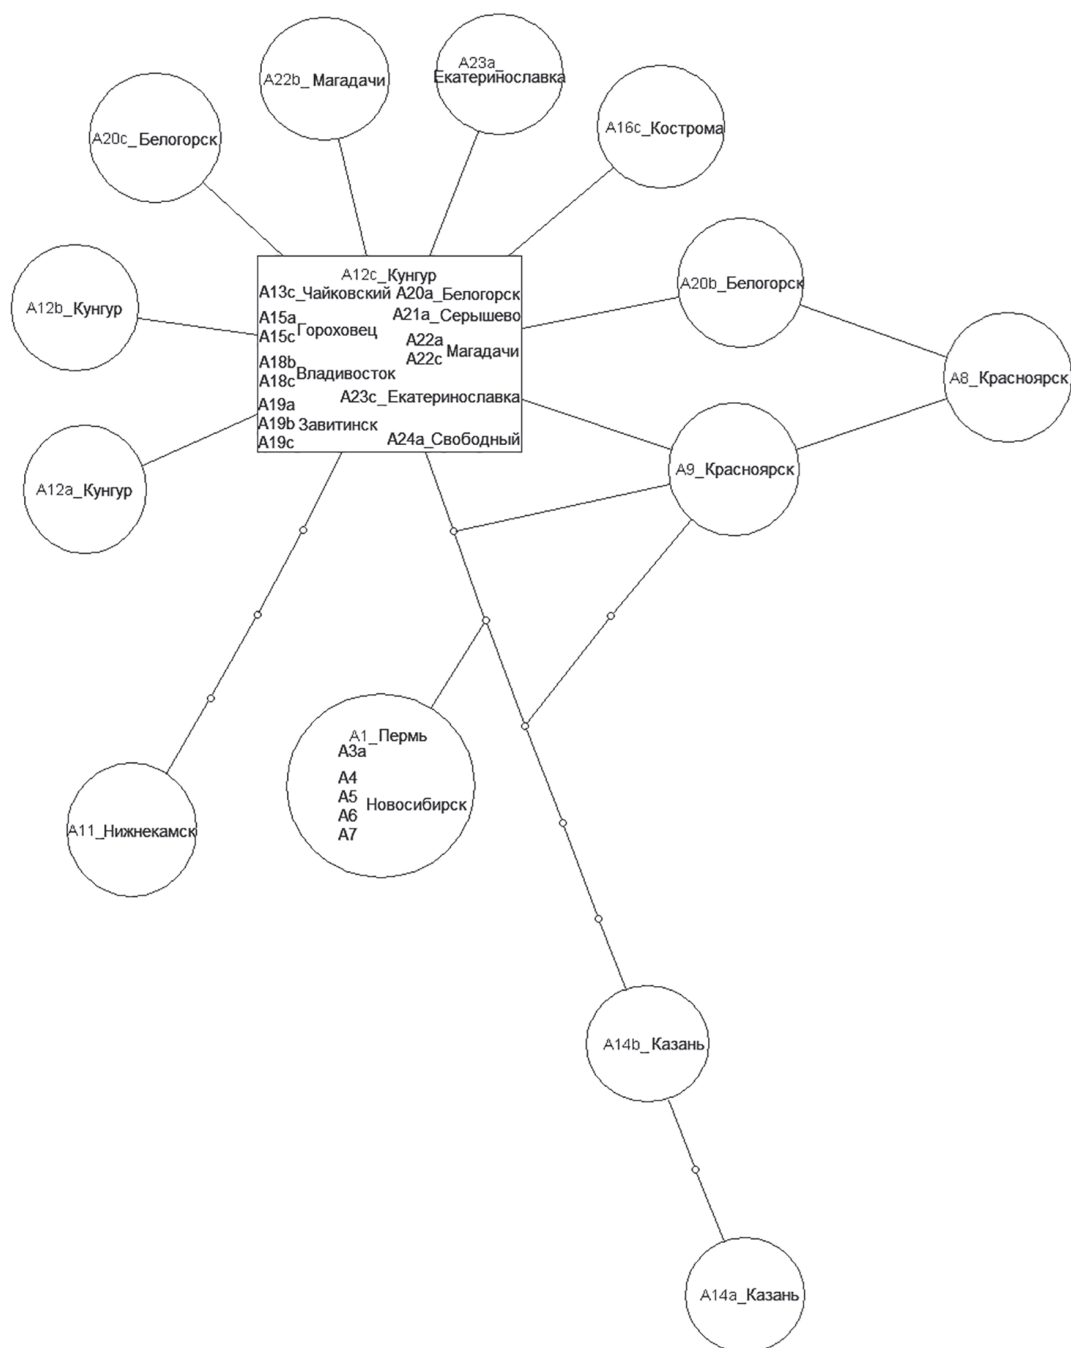 A23a_
Екатеринославка
A22b_ Магадачи
A16c_Кострома
A20c_Белогорск
A12c_Кунгур
A13c_Чайковский A20a_Белогорск
A15a
A15c Гороховец
A21a_Серышево
A22a
A22c Магадачи
A18b
A18c Владивосток
A23c_Екатеринославка
A19a
A19b Завитинск
A19c
A24a_Свободный
A20b_Белогорск
A12b_Кунгур
A8_Красноярск
A9_Красноярск
A12a_Кунгур
A1_Пермь
A3a
A4
A5
Новосибирск
A6
A7
A11_Нижнекамск
A14b_Казань
A14a_Казань